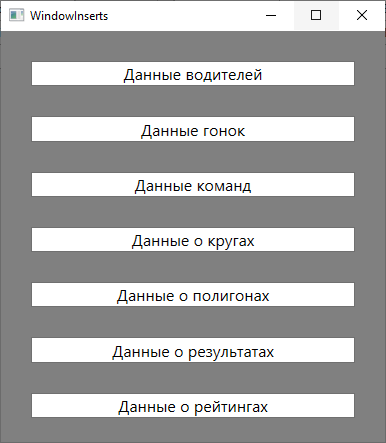 WindowInserts
Данные водителей
Данные гонок
Данные команд
Данные о кругах
Данные о полигонах
Данные о результатах
Данные о рейтингах